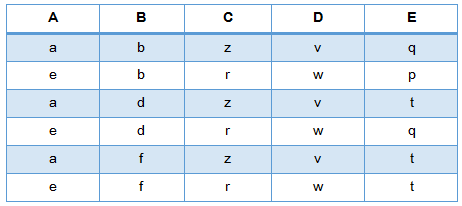 A B C D E
a b z v q
e b r w p
a d z v t
e d r w q
a f z v t
e f r w t